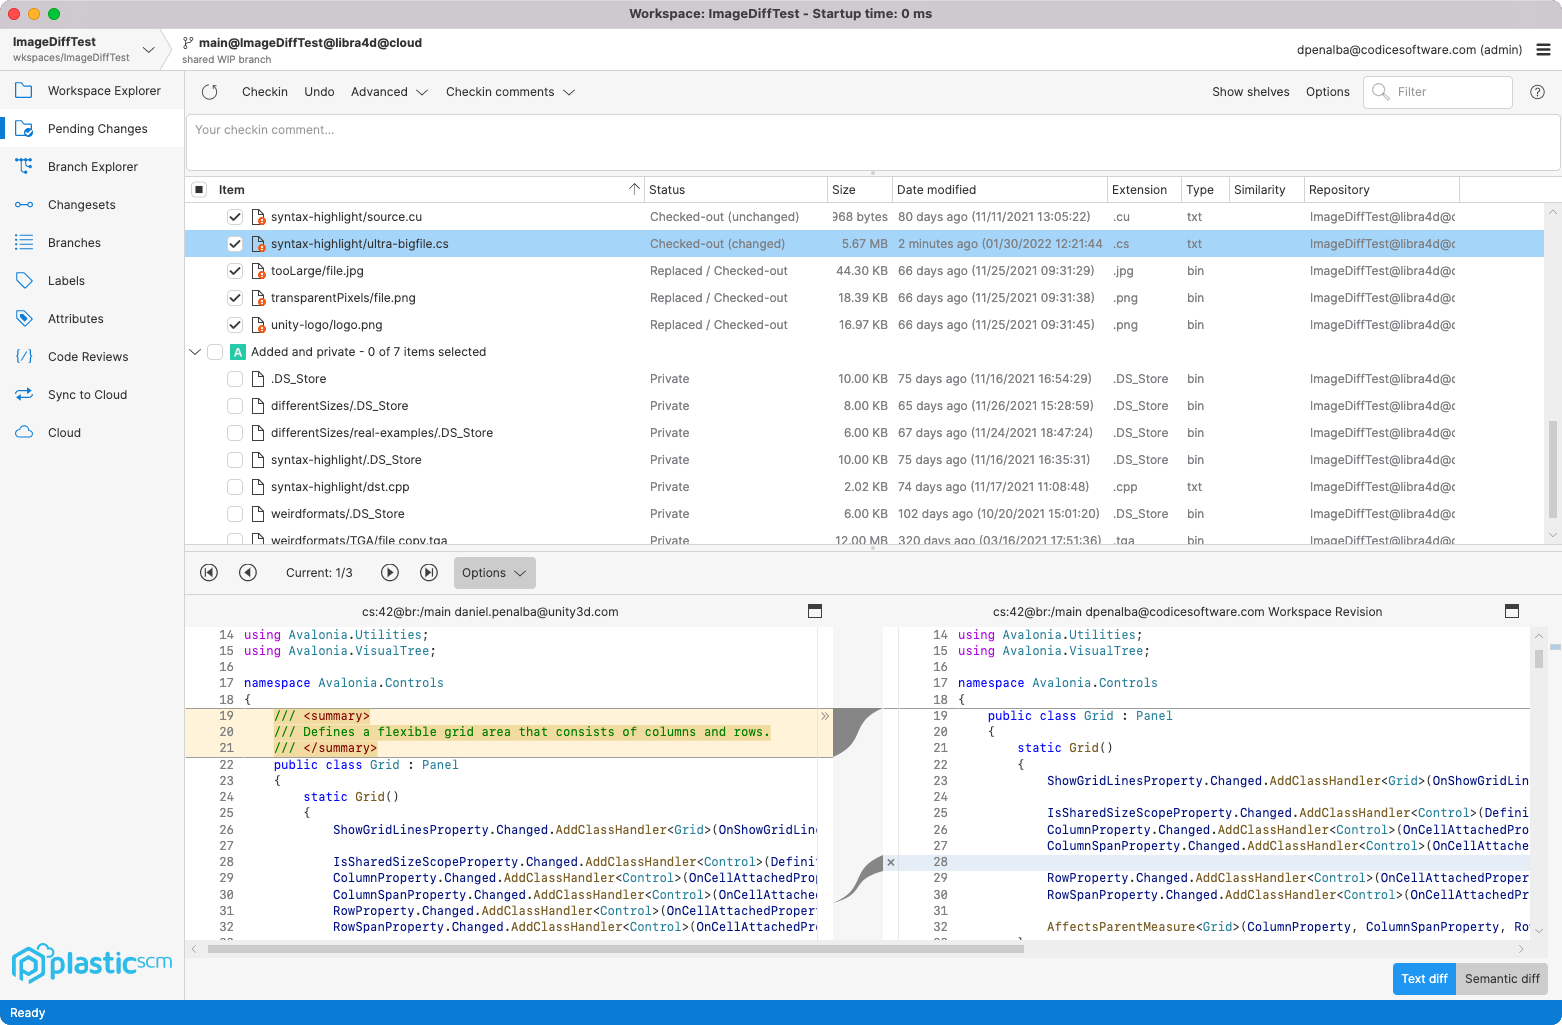 Workspace: ImageDiffTest - Startup time: 0 ms
ImageDiffTest
wkspaces/ImageDiffTest
main@ImageDiffTest@libra4d@cloud
shared WIP branch
dpenalba@codicesoftware.com (admin)
Workspace Explorer
Pending Changes
Branch Explorer
Changesets
Branches
Labels
Attributes
Code Reviews
Sync to Cloud
Cloud
Checkin Undo Advanced Checkin comments Show shelves Options Filter
Your checkin comment...
Item Status Size Date modified Extension Type Similarity Repository
syntax-highlight/source.cu Checked-out (unchanged) 968 bytes 80 days ago (11/11/2021 13:05:22) .cu txt ImageDiffTest@libra4d@c
syntax-highlight/ultra-bigfile.cs Checked-out (changed) 5.67 MB 2 minutes ago (01/30/2022 12:21:44 .cs txt ImageDiffTest@libra4d@c
tooLarge/file.jpg Replaced / Checked-out 44.30 KB 66 days ago (11/25/2021 09:31:29) .jpg bin ImageDiffTest@libra4d@c
transparentPixels/file.png Replaced / Checked-out 18.39 KB 66 days ago (11/25/2021 09:31:38) .png bin ImageDiffTest@libra4d@c
unity-logo/logo.png Replaced / Checked-out 16.97 KB 66 days ago (11/25/2021 09:31:45) .png bin ImageDiffTest@libra4d@c
A Added and private - 0 of 7 items selected
.DS_Store Private 10.00 KB 75 days ago (11/16/2021 16:54:29) .DS_Store bin ImageDiffTest@libra4d@c
differentSizes/.DS_Store Private 8.00 KB 65 days ago (11/26/2021 15:28:59) .DS_Store bin ImageDiffTest@libra4d@c
differentSizes/real-examples/.DS_Store Private 6.00 KB 67 days ago (11/24/2021 18:47:24) .DS_Store bin ImageDiffTest@libra4d@c
syntax-highlight/.DS_Store Private 10.00 KB 75 days ago (11/16/2021 16:35:31) .DS_Store bin ImageDiffTest@libra4d@c
syntax-highlight/dst.cpp Private 2.02 KB 74 days ago (11/17/2021 11:08:48) .cpp txt ImageDiffTest@libra4d@c
weirdformats/.DS_Store Private 6.00 KB 102 days ago (10/20/2021 15:01:20) .DS_Store bin ImageDiffTest@libra4d@c
weirdformats/TGA/file copy.tga Private 12.00 MB 320 days ago (03/16/2021 17:51:36) .tga bin ImageDiffTest@libra4d@c
Current: 1/3 Options
cs:42@br:/main daniel.penalba@unity3d.com
14 using Avalonia.Utilities;
15 using Avalonia.VisualTree;
16
17 namespace Avalonia.Controls
18 {
19 /// <summary>
20 /// Defines a flexible grid area that consists of columns and rows.
21 /// </summary>
22 public class Grid : Panel
23 {
24 static Grid()
25 {
26 ShowGridLinesProperty.Changed.AddClassHandler<Grid>(OnShowGridLine
27
28 IsSharedSizeScopeProperty.Changed.AddClassHandler<Control>(Definit
29 ColumnProperty.Changed.AddClassHandler<Control>(OnCellAttachedProp
30 ColumnSpanProperty.Changed.AddClassHandler<Control>(OnCellAttached
31 RowProperty.Changed.AddClassHandler<Control>(OnCellAttachedPropert
32 RowSpanProperty.Changed.AddClassHandler<Control>(OnCellAttachedPr
cs:42@br:/main dpenalba@codicesoftware.com Workspace Revision
14 using Avalonia.Utilities;
15 using Avalonia.VisualTree;
16
17 namespace Avalonia.Controls
18 {
19 public class Grid : Panel
20 {
21 static Grid()
22 {
23 ShowGridLinesProperty.Changed.AddClassHandler<Grid>(OnShowGridLin
24
25 IsSharedSizeScopeProperty.Changed.AddClassHandler<Control>(Defini
26 ColumnProperty.Changed.AddClassHandler<Control>(OnCellAttachedPro
27 ColumnSpanProperty.Changed.AddClassHandler<Control>(OnCellAttache
28
29 RowProperty.Changed.AddClassHandler<Control>(OnCellAttachedProper
30 RowSpanProperty.Changed.AddClassHandler<Control>(OnCellAttachedPr
31
32 AffectsParentMeasure<Grid>(ColumnProperty, ColumnSpanProperty, Ro
plasticscm
Text diff Semantic diff
Ready